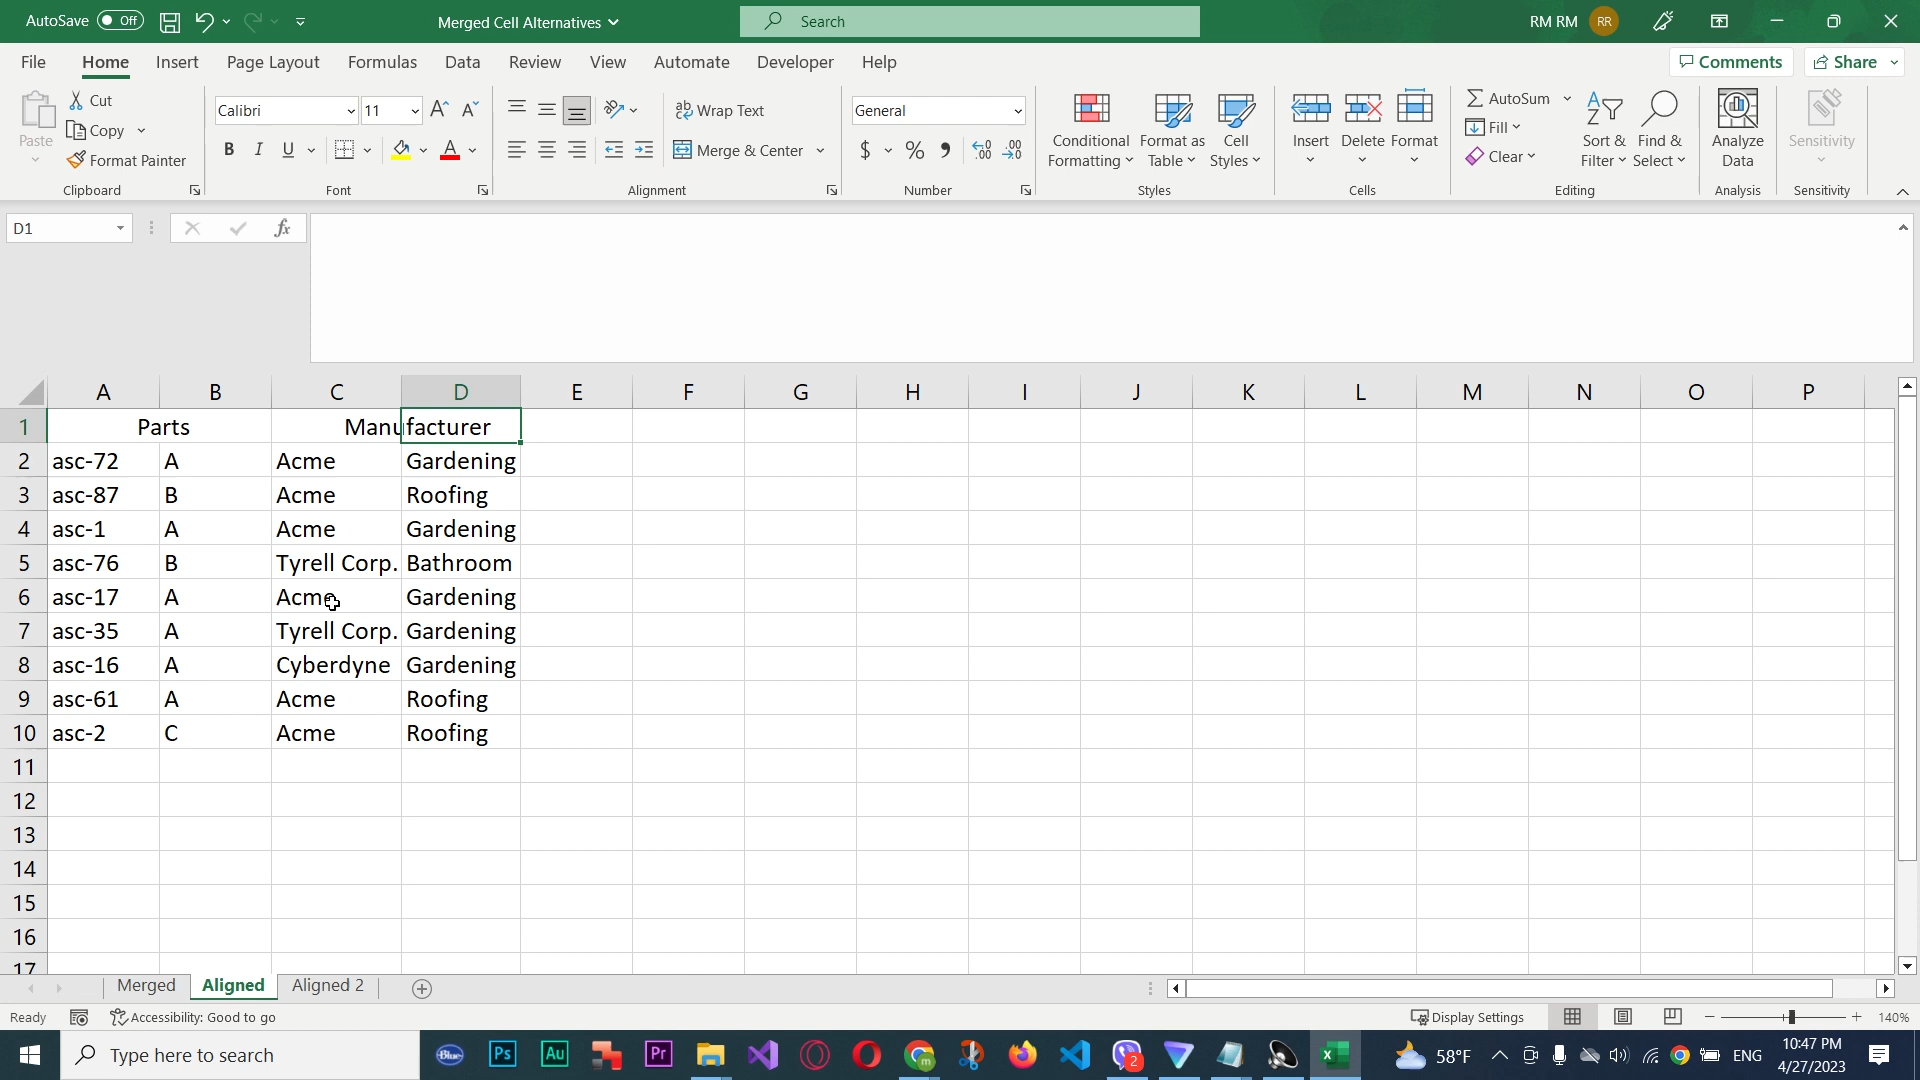 AutoSave Off Merged Cell Alternatives Search RM RM RR
File Home Insert Page Layout Formulas Data Review View Automate Developer Help Comments Share
Paste Cut Copy Format Painter Clipboard
Calibri 11 B I U Font
Wrap Text Merge & Center Alignment
General $ % Number
Conditional Formatting Format as Table Cell Styles Styles
Insert Delete Format Cells
AutoSum Fill Clear Sort & Filter Find & Select Editing
Analyze Data Analysis
Sensitivity Sensitivity
D1 fx
A B C D E F G H I J K L M N O P
1 Parts Manufacturer
2 asc-72 A Acme Gardening
3 asc-87 B Acme Roofing
4 asc-1 A Acme Gardening
5 asc-76 B Tyrell Corp. Bathroom
6 asc-17 A Acme Gardening
7 asc-35 A Tyrell Corp. Gardening
8 asc-16 A Cyberdyne Gardening
9 asc-61 A Acme Roofing
10 asc-2 C Acme Roofing
11
12
13
14
15
16
17
Merged Aligned Aligned 2
Ready Accessibility: Good to go Display Settings 140%
Type here to search Blue Ps Au Pr 2 58°F ENG 10:47 PM
4/27/2023